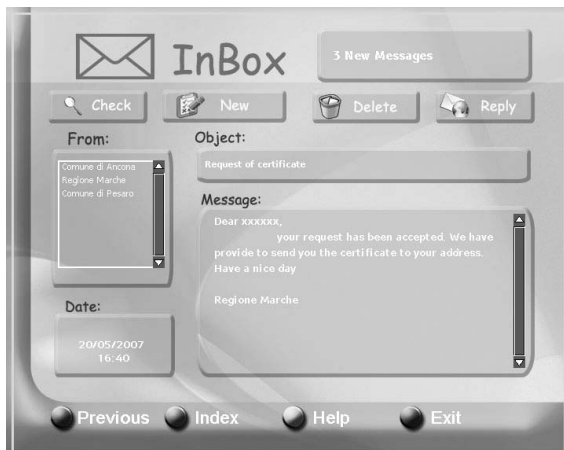 InBox
3 New Messages
Check
New
Delete
Reply
From:
Comune di Ancona
Regione Marche
Comune di Pesaro
Object:
Request of certificate
Message:
Dear xxxxxx,
your request has been accepted. We have
provide to send you the certificate to your address.
Have a nice day
Regione Marche
Date:
20/05/2007
16:40
Previous
Index
Help
Exit